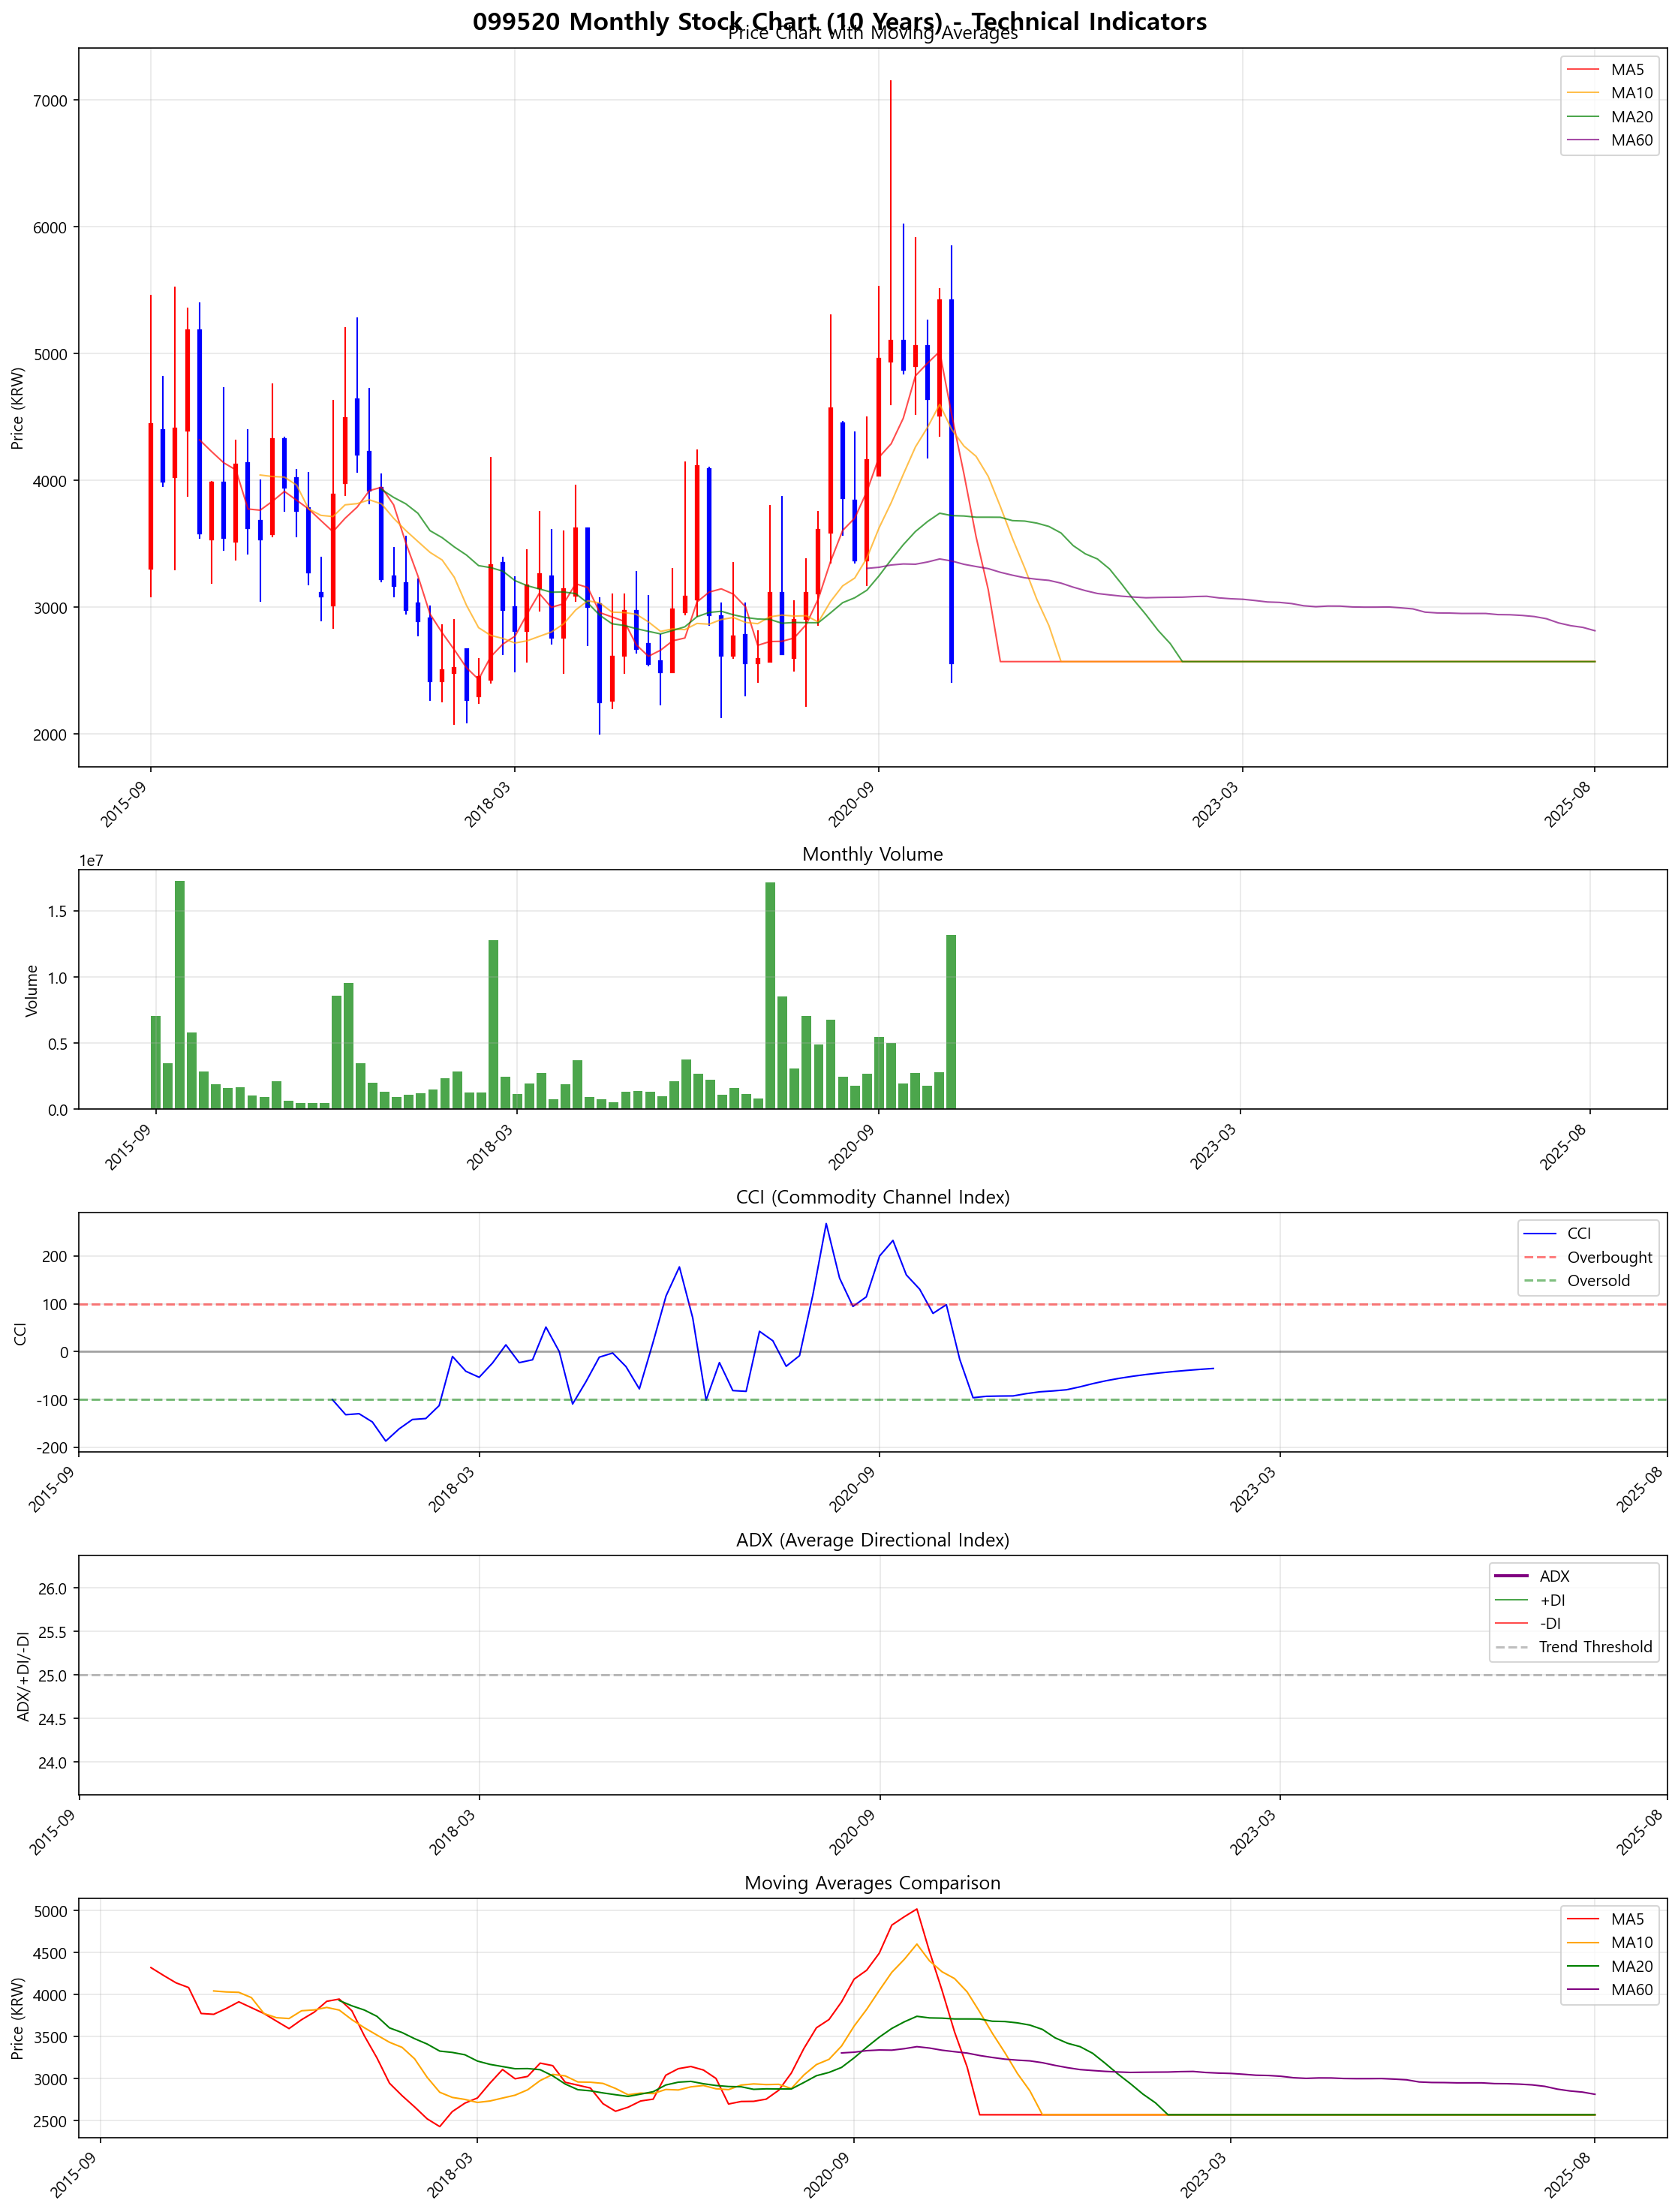 099520 Monthly Stock Chart (10 Years) - Technical Indicators
Price Chart with Moving Averages
MA5
MA10
MA20
MA60
Price (KRW)
7000
6000
5000
4000
3000
2000
2015-09
2018-03
2020-09
2023-03
2025-08
Monthly Volume
1e7
Volume
1.5
1.0
0.5
0.0
2015-09
2018-03
2020-09
2023-03
2025-08
CCI (Commodity Channel Index)
CCI
Overbought
Oversold
CCI
200
100
0
-100
-200
2015-09
2018-03
2020-09
2023-03
2025-08
ADX (Average Directional Index)
ADX
+DI
-DI
Trend Threshold
ADX/+DI/-DI
26.0
25.5
25.0
24.5
24.0
2015-09
2018-03
2020-09
2023-03
2025-08
Moving Averages Comparison
MA5
MA10
MA20
MA60
Price (KRW)
5000
4500
4000
3500
3000
2500
2015-09
2018-03
2020-09
2023-03
2025-08